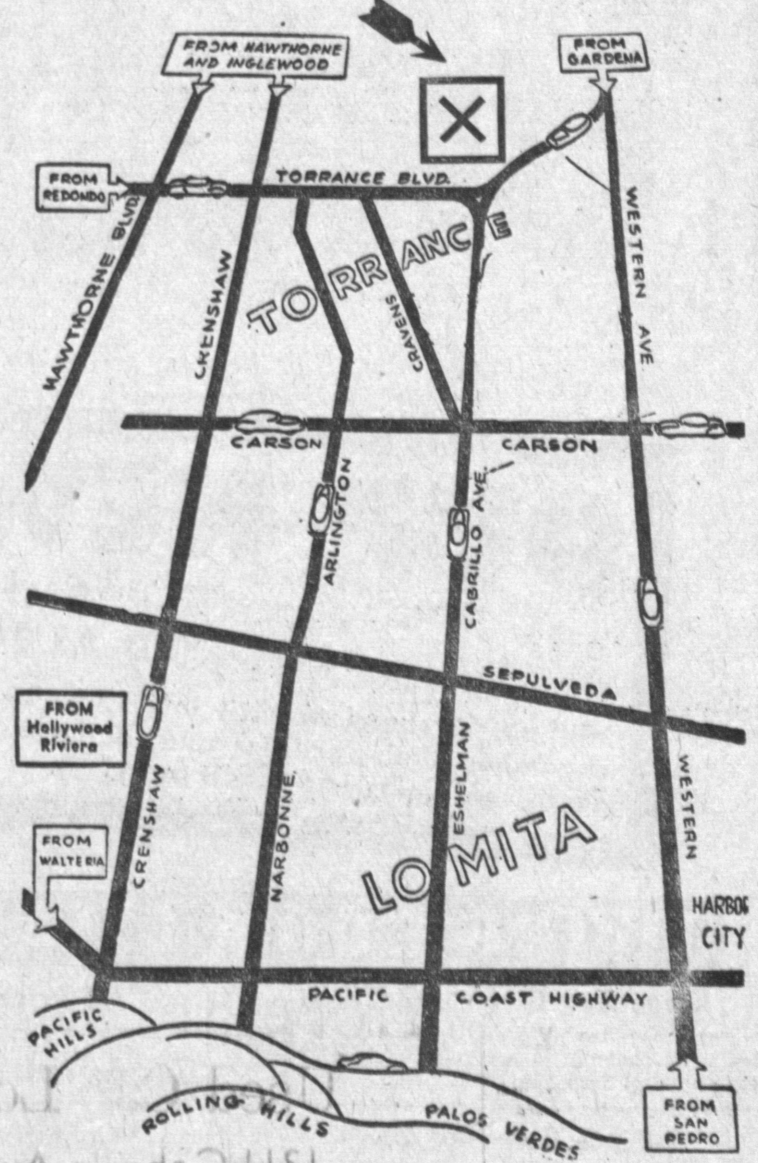 FROM HAWTHORNE
AND INGLEWOOD
FROM
GARDENA
X
FROM
REDONDO
TORRANCE BLVD.
HAWTHORNE BLVD.
CRENSHAW
TORRANCE
CRAVENS
WESTERN AVE
CARSON
CARSON
ARLINGTON
CABRILLO AVE.
SEPULVEDA
FROM
Hollywood
Riviera
CRENSHAW
NARBONNE
ESHELMAN
WESTERN
LOMITA
FROM
WALTERIA
HARBOR
CITY
PACIFIC COAST HIGHWAY
PACIFIC
HILLS
ROLLING HILLS
PALOS VERDES
FROM
SAN
PEDRO